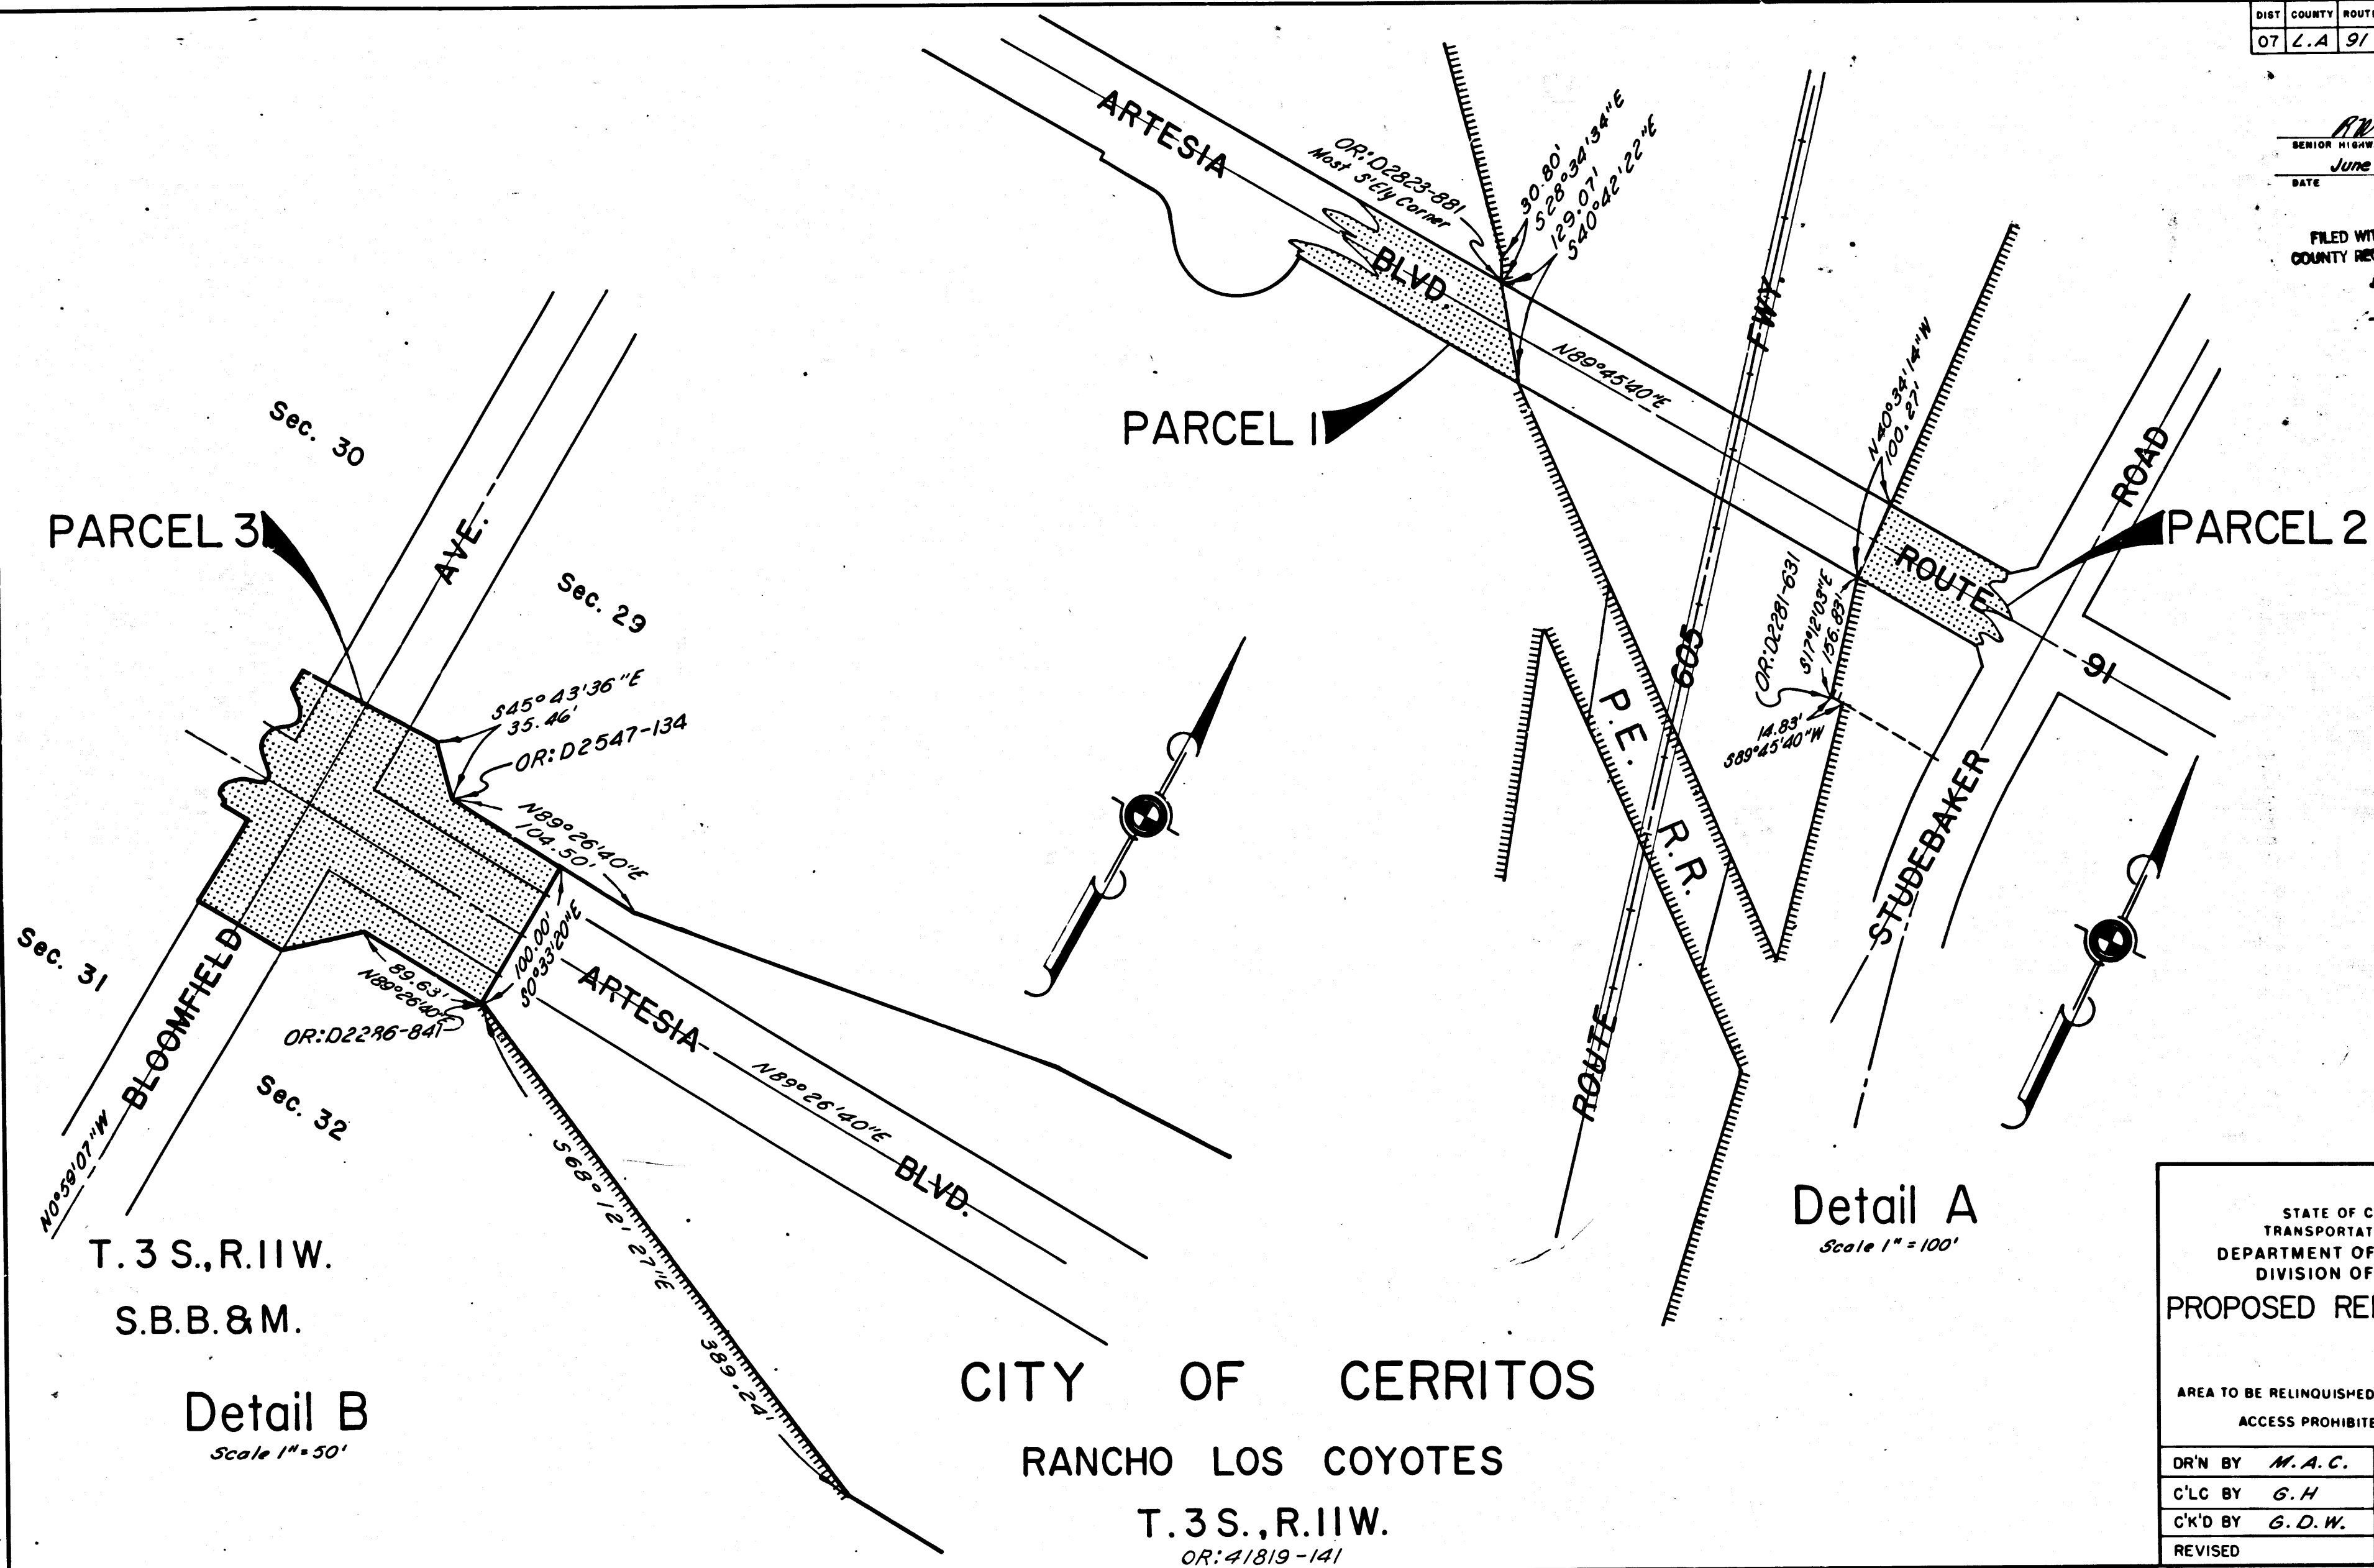 DIST COUNTY ROUTE
07 L.A 91
SENIOR HIGHW
June
DATE
FILED WIT
COUNTY REC
ARTESIA
BLVD.
OR: D2823-881
Most S'Ely Corner
30.80'
S28°34'34"E
129.07'
S40°42'22"E
N89°45'40"E
FWY.
605
ROUTE
N40°34'14"W
100.27'
ROAD
STUDEBAKER
PARCEL 1
PARCEL 2
ROUTE
91
OR: D2281-631
S17°12'03"E
156.83'
14.83'
S89°45'40"W
P.E. R.R.
Detail A
Scale 1" = 100'
Sec. 30
PARCEL 3
AVE.
Sec. 29
S45°43'36"E
35.46'
OR: D2547-134
N89°26'40"E
104.50'
Sec. 31
BLOOMFIELD
N0°59'07"W
89.63'
N89°26'40"E
OR: D2286-841
100.00'
S0°33'20"E
Sec. 32
ARTESIA
N89°26'40"E
BLVD.
S68°12'27"E
389.24'
T. 3 S., R. 11 W.
S.B.B. & M.
Detail B
Scale 1" = 50'
CITY OF CERRITOS
RANCHO LOS COYOTES
T. 3 S., R. 11 W.
OR: 41819-141
STATE OF C
TRANSPORTAT
DEPARTMENT OF
DIVISION OF
PROPOSED REL
AREA TO BE RELINQUISHED
ACCESS PROHIBITE
DR'N BY M.A.C.
C'LC BY G.H
C'K'D BY G.D.W.
REVISED